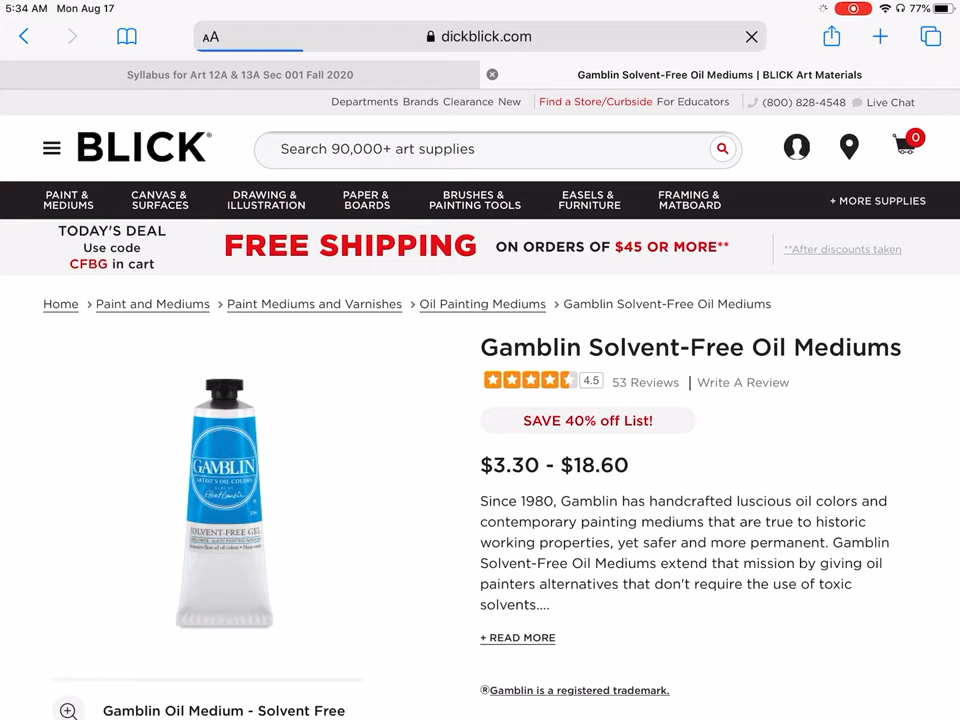 5:34 AM Mon Aug 17
77%
AA
dickblick.com
Syllabus for Art 12A & 13A Sec 001 Fall 2020
Gamblin Solvent-Free Oil Mediums | BLICK Art Materials
Departments Brands Clearance New
Find a Store/Curbside For Educators
(800) 828-4548
Live Chat
BLICK®
Search 90,000+ art supplies
0
PAINT & MEDIUMS
CANVAS & SURFACES
DRAWING & ILLUSTRATION
PAPER & BOARDS
BRUSHES & PAINTING TOOLS
EASELS & FURNITURE
FRAMING & MATBOARD
+ MORE SUPPLIES
TODAY'S DEAL
Use code
CFBG in cart
FREE SHIPPING
ON ORDERS OF $45 OR MORE**
**After discounts taken
Home > Paint and Mediums > Paint Mediums and Varnishes > Oil Painting Mediums > Gamblin Solvent-Free Oil Mediums
GAMBLIN
ARTIST'S OIL COLORS
SOLVENT-FREE GEL
Gamblin Solvent-Free Oil Mediums
4.5
53 Reviews | Write A Review
SAVE 40% off List!
$3.30 - $18.60
Since 1980, Gamblin has handcrafted luscious oil colors and
contemporary painting mediums that are true to historic
working properties, yet safer and more permanent. Gamblin
Solvent-Free Oil Mediums extend that mission by giving oil
painters alternatives that don't require the use of toxic
solvents....
+ READ MORE
®Gamblin is a registered trademark.
Gamblin Oil Medium - Solvent Free